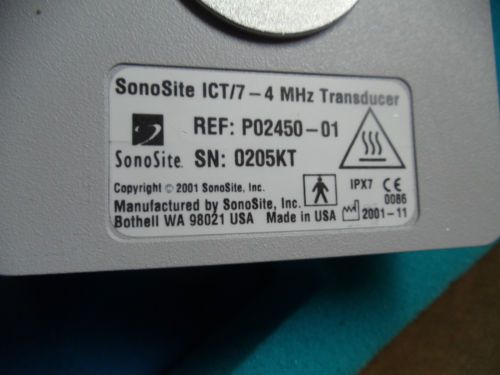 SonoSite ICT/7-4 MHz Transducer
REF: P02450-01
SonoSite. SN: 0205KT
Copyright © 2001 SonoSite, Inc.
IPX7 CE
0086
Manufactured by SonoSite, Inc.
Bothell WA 98021 USA Made in USA 2001-11